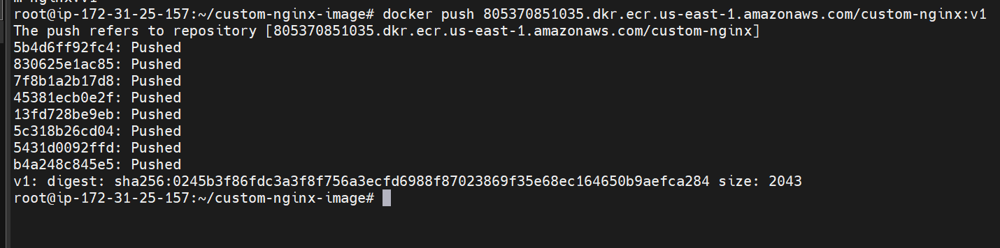 root@ip-172-31-25-157:~/custom-nginx-image# docker push 805370851035.dkr.ecr.us-east-1.amazonaws.com/custom-nginx:v1
The push refers to repository [805370851035.dkr.ecr.us-east-1.amazonaws.com/custom-nginx]
5b4d6ff92fc4: Pushed
830625e1ac85: Pushed
7f8b1a2b17d8: Pushed
45381ecb0e2f: Pushed
13fd728be9eb: Pushed
5c318b26cd04: Pushed
5431d0092ffd: Pushed
b4a248c845e5: Pushed
v1: digest: sha256:0245b3f86fdc3a3f8f756a3ecfd6988f87023869f35e68ec164650b9aefca284 size: 2043
root@ip-172-31-25-157:~/custom-nginx-image#